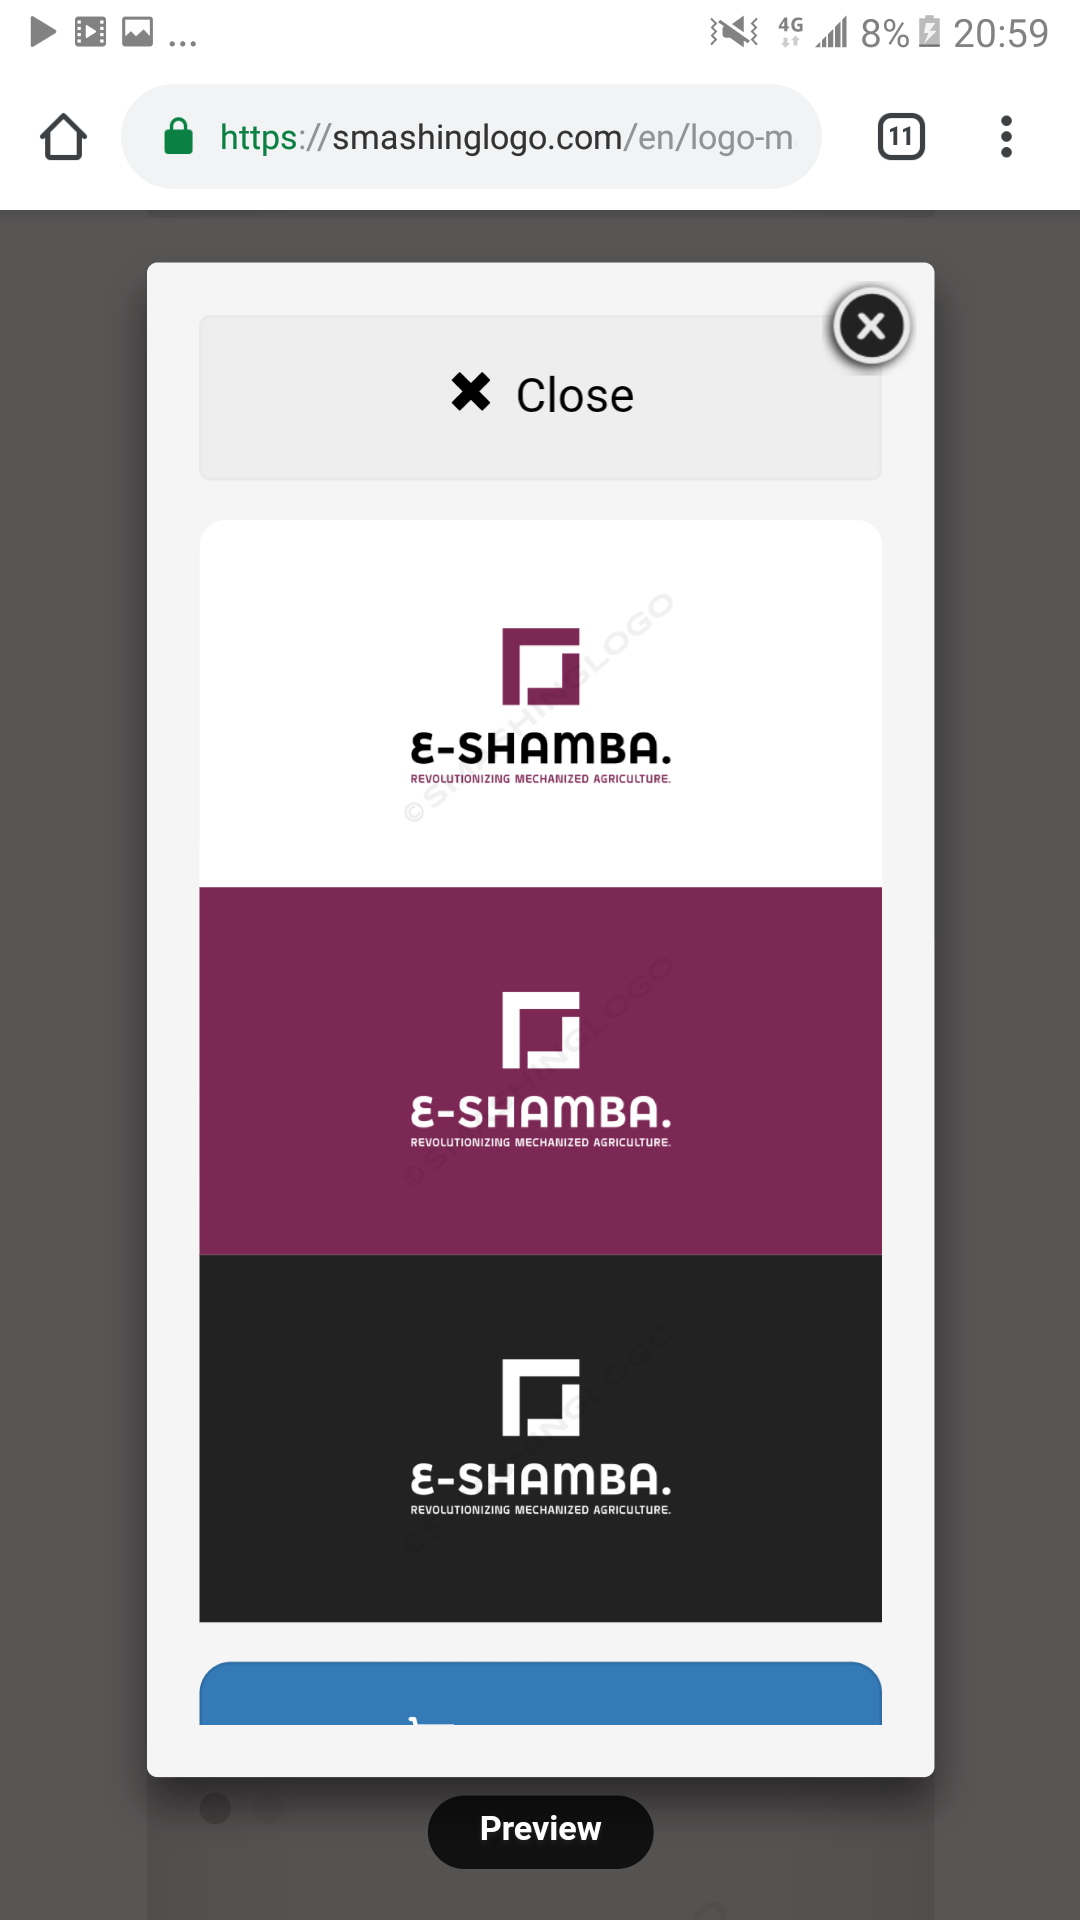 ...
4G 8% 20:59
https://smashinglogo.com/en/logo-m
11
Close
©SMASHINGLOGO
ε-SHAMBA.
REVOLUTIONIZING MECHANIZED AGRICULTURE.
©SMASHINGLOGO
ε-SHAMBA.
REVOLUTIONIZING MECHANIZED AGRICULTURE.
©SMASHINGLOGO
ε-SHAMBA.
REVOLUTIONIZING MECHANIZED AGRICULTURE.
Preview